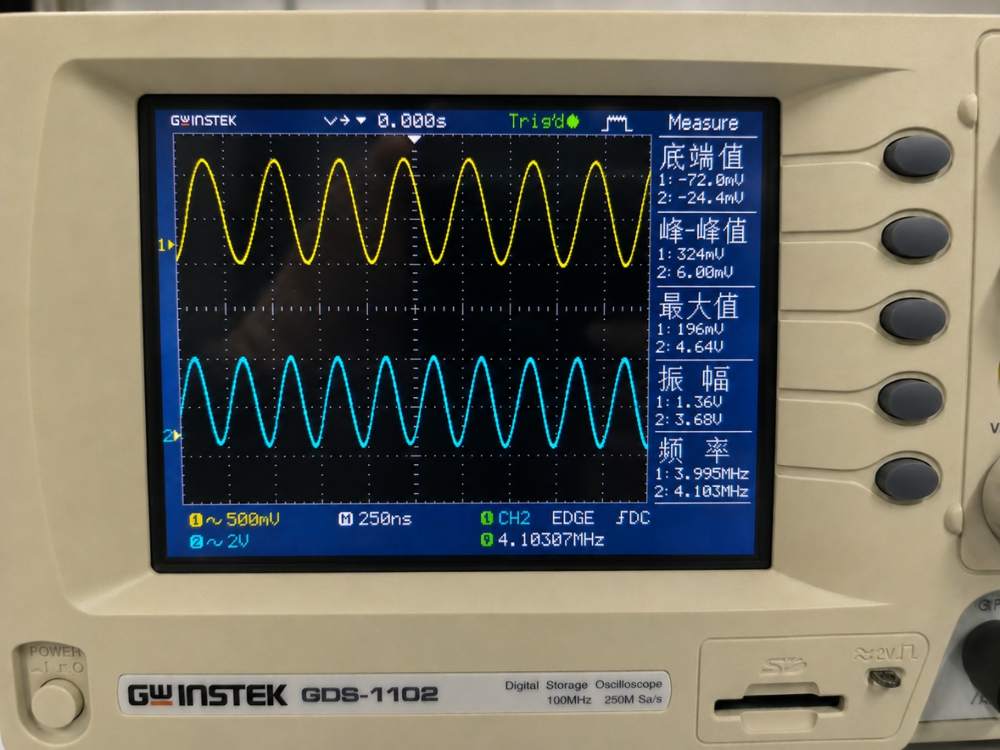 GWINSTEK
0.000s
Trig'd
Measure
底端值
1: -72.0mV
2: -24.4mV
峰-峰值
1: 324mV
2: 6.00mV
最大值
1: 196mV
2: 4.64V
振 幅
1: 1.36V
2: 3.68V
频 率
1: 3.995MHz
2: 4.103MHz
1
2
1 ~ 500mV
M 250ns
CH2 EDGE DC
2 ~ 2V
4.10307MHz
POWER
GWINSTEK GDS-1102
Digital Storage Oscilloscope
100MHz 250M Sa/s
SD
≈2V
V